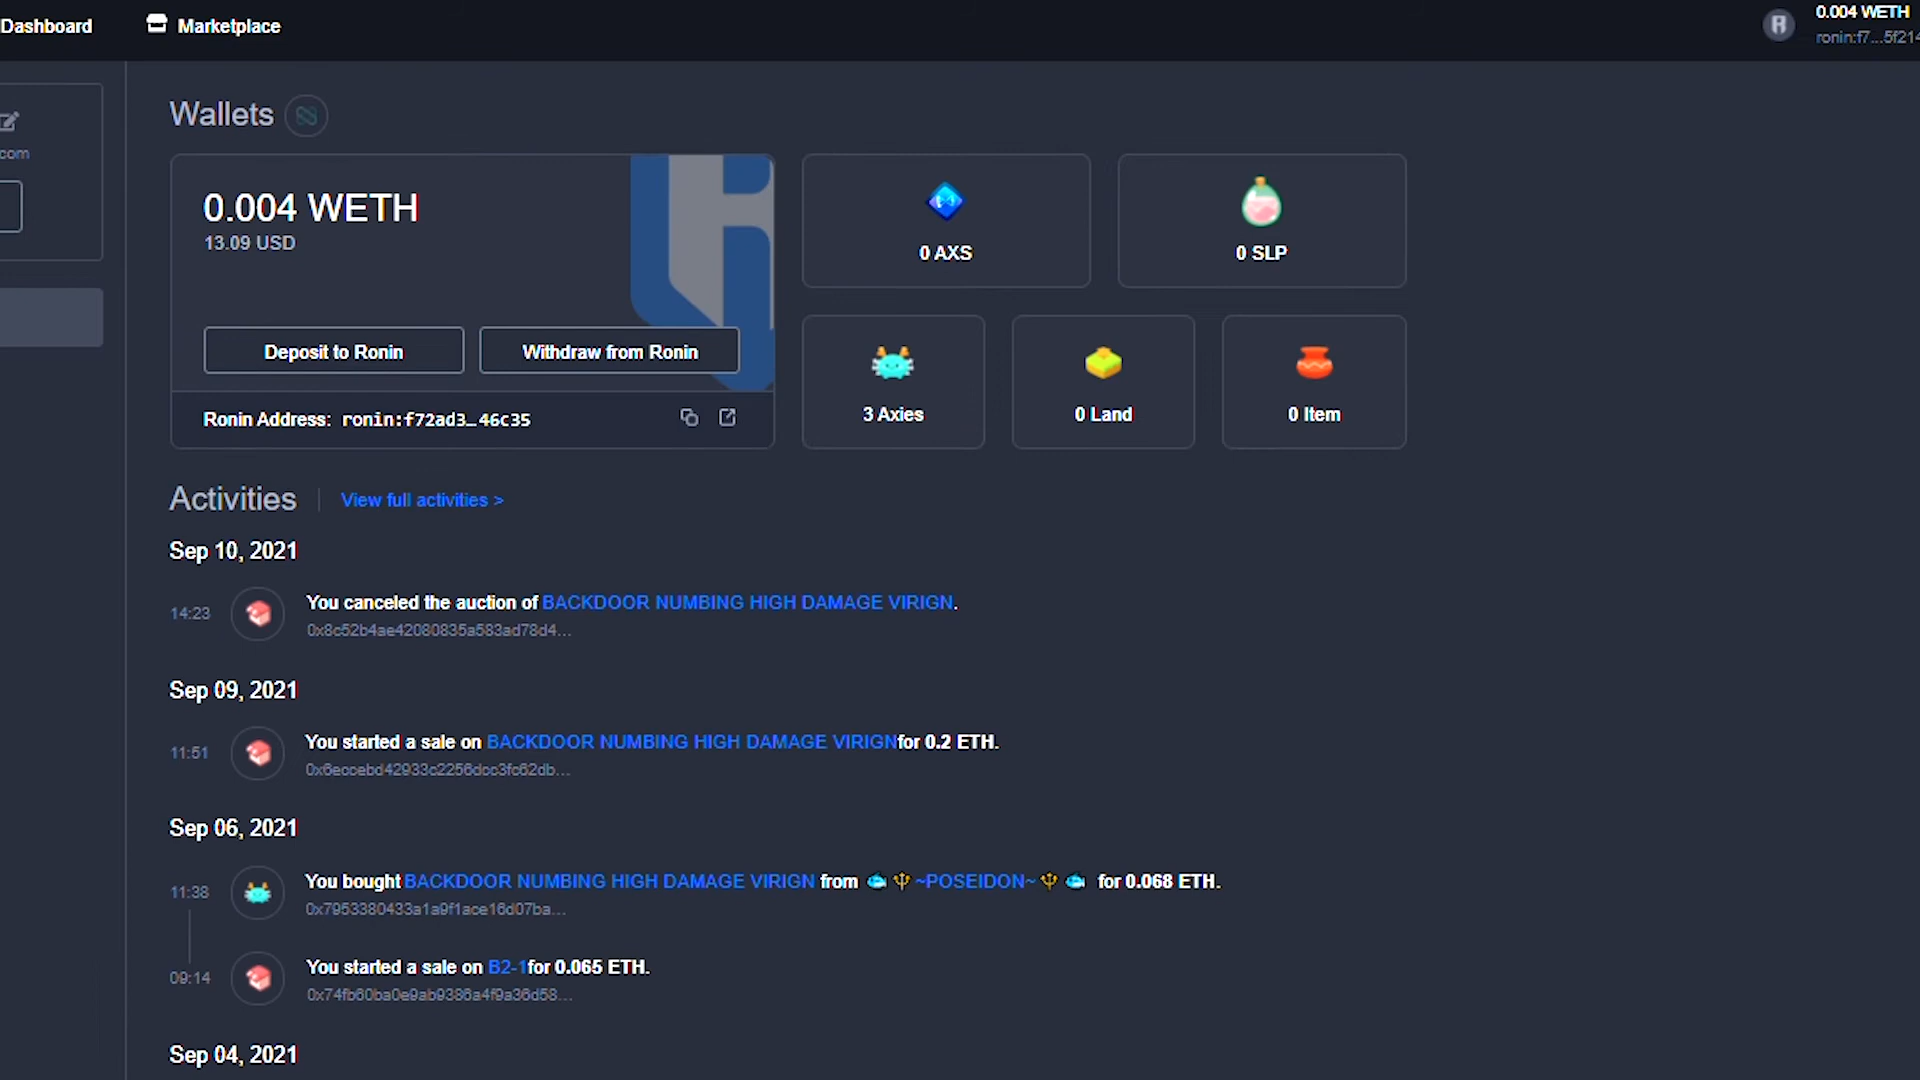 Dashboard
Marketplace
0.004 WETH
ronin:f7...5f214
com
Wallets
0.004 WETH
13.09 USD
Deposit to Ronin
Withdraw from Ronin
Ronin Address: ronin:f72ad3…46c35
0 AXS
0 SLP
3 Axies
0 Land
0 Item
Activities
View full activities >
Sep 10, 2021
14:23
You canceled the auction of BACKDOOR NUMBING HIGH DAMAGE VIRIGN.
0x8c52b4ae42080835a583ad78d4...
Sep 09, 2021
11:51
You started a sale on BACKDOOR NUMBING HIGH DAMAGE VIRIGNfor 0.2 ETH.
0x6eccebd42933c2256dcc3fc62db...
Sep 06, 2021
11:38
You bought BACKDOOR NUMBING HIGH DAMAGE VIRIGN from 🐟 🔱 ~POSEIDON~ 🔱 🐟 for 0.068 ETH.
0x7953380433a1a9f1ace16d07ba...
09:14
You started a sale on B2-1for 0.065 ETH.
0x74fb60ba0e9ab9386a4f9a36d58...
Sep 04, 2021